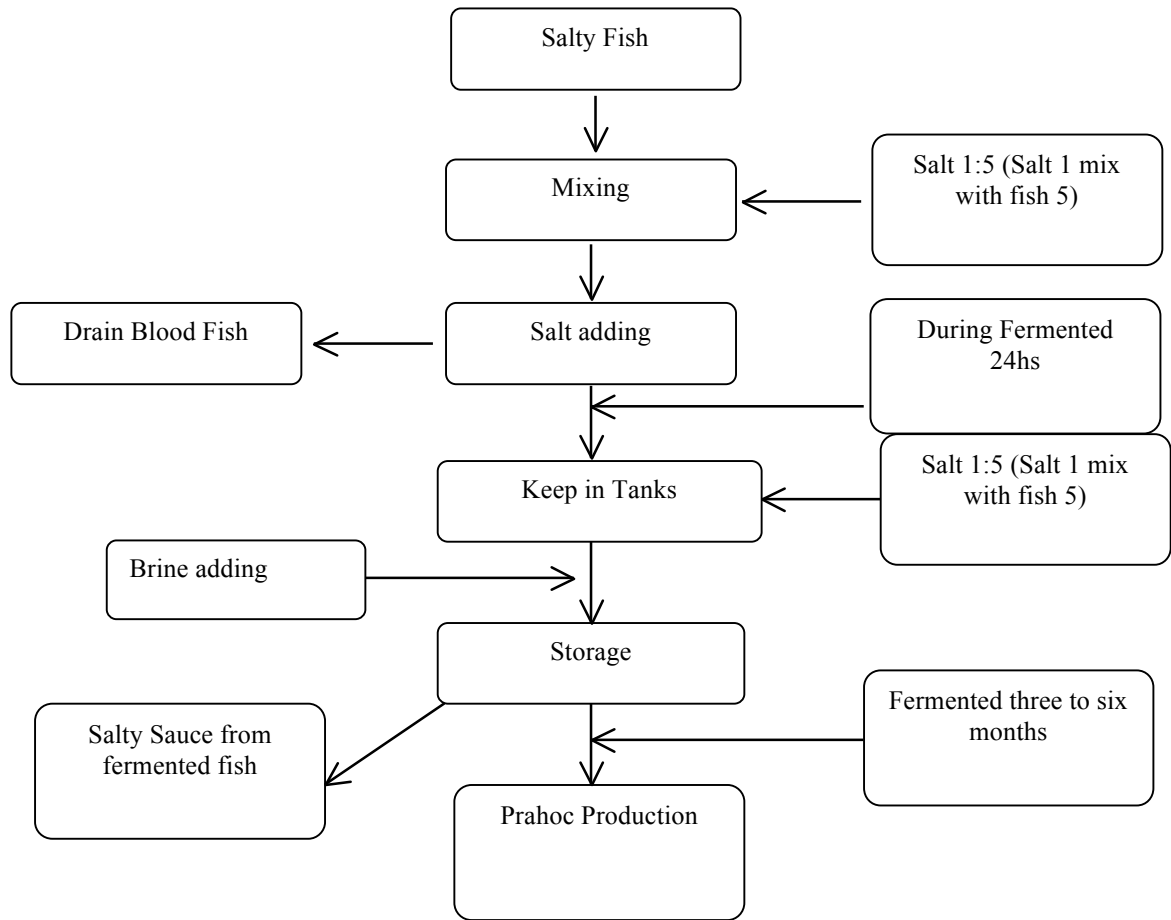 Salty Fish
Mixing
Salt 1:5 (Salt 1 mix
with fish 5)
Drain Blood Fish
Salt adding
During Fermented
24hs
Keep in Tanks
Salt 1:5 (Salt 1 mix
with fish 5)
Brine adding
Storage
Salty Sauce from
fermented fish
Fermented three to six
months
Prahoc Production